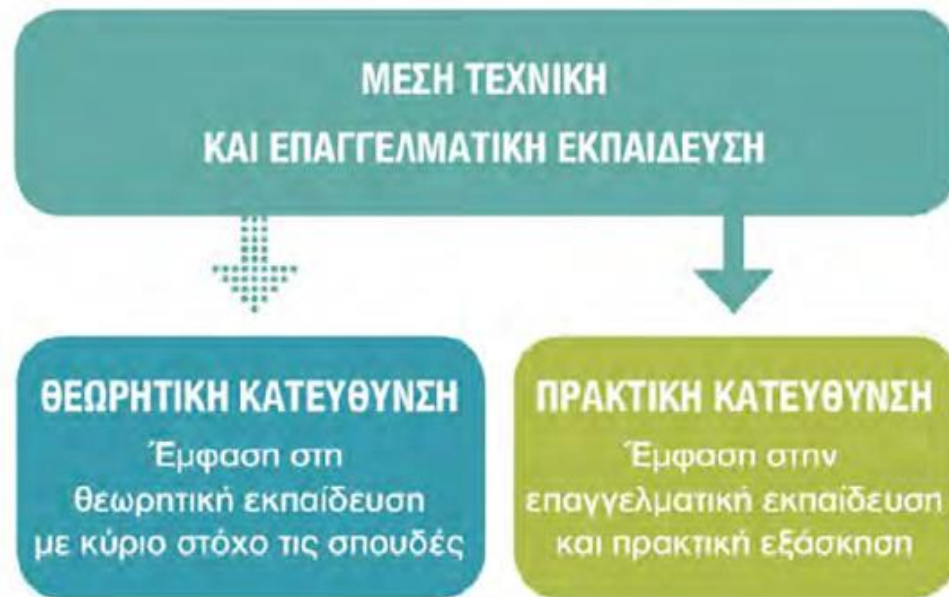 ΜΕΣΗ ΤΕΧΝΙΚΗ
ΚΑΙ ΕΠΑΓΓΕΛΜΑΤΙΚΗ ΕΚΠΑΙΔΕΥΣΗ
ΘΕΩΡΗΤΙΚΗ ΚΑΤΕΥΘΥΝΣΗ
Έμφαση στη
θεωρητική εκπαίδευση
με κύριο στόχο τις σπουδές
ΠΡΑΚΤΙΚΗ ΚΑΤΕΥΘΥΝΣΗ
Έμφαση στην
επαγγελματική εκπαίδευση
και πρακτική εξάσκηση